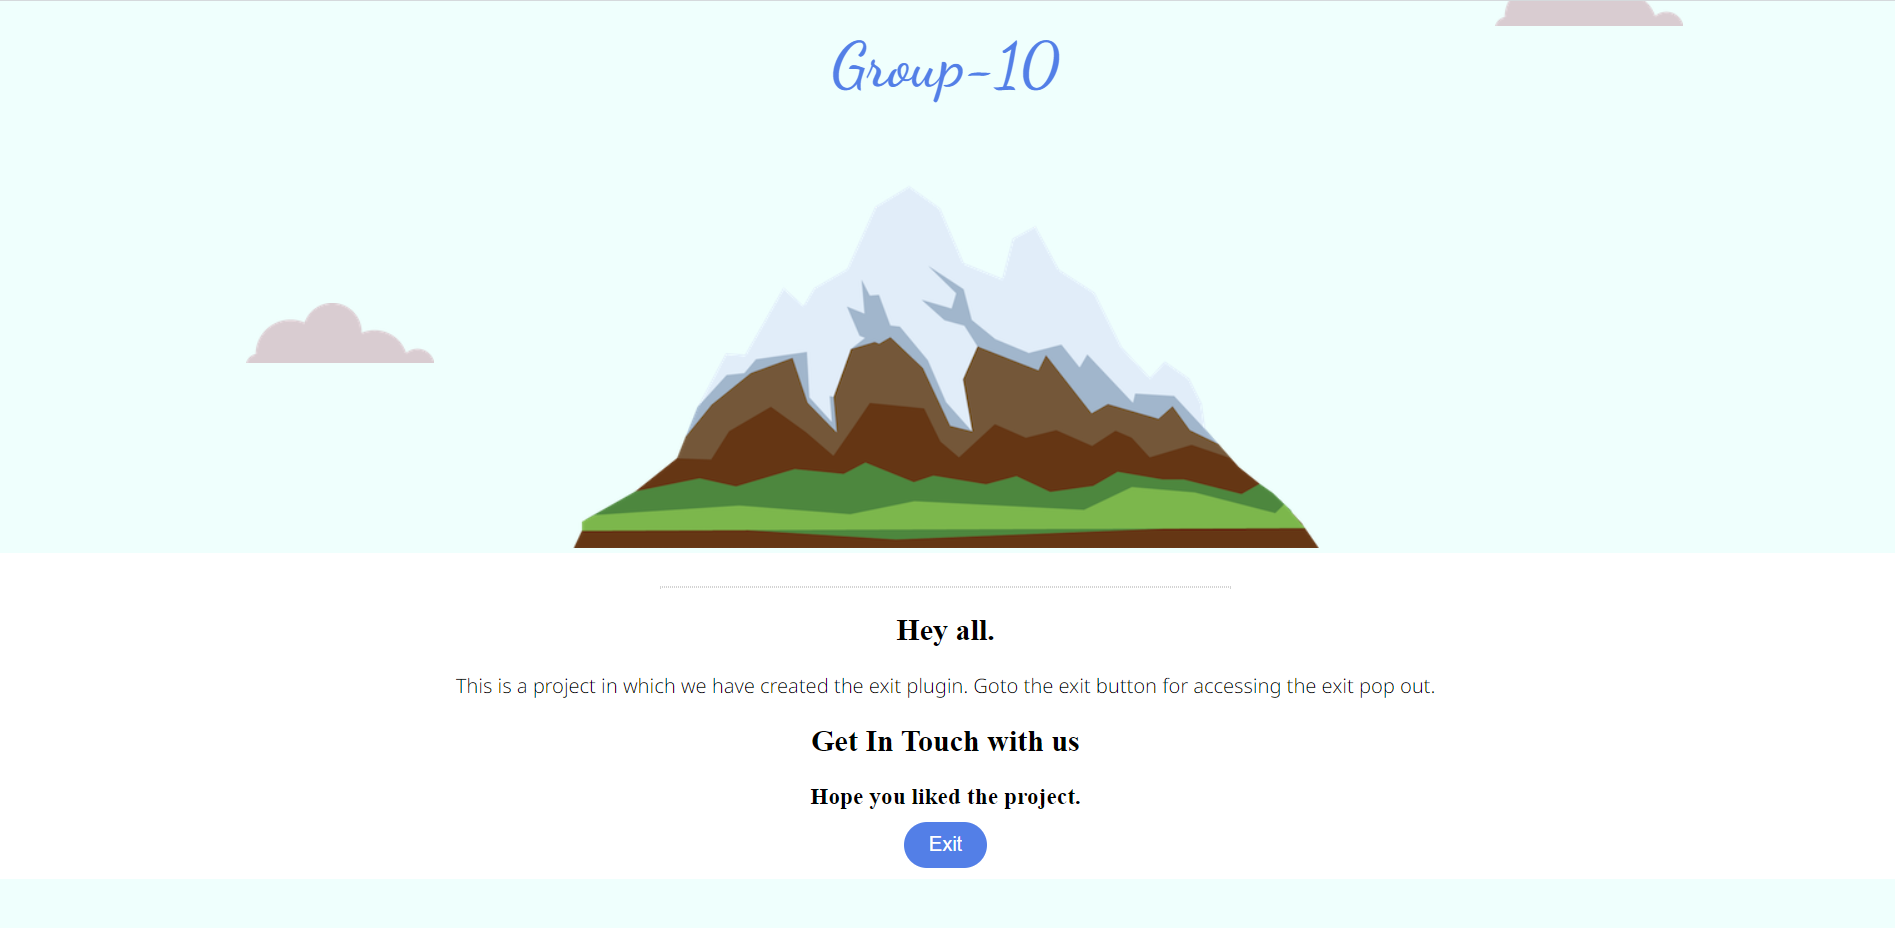 Group-10
Hey all.
This is a project in which we have created the exit plugin. Goto the exit button for accessing the exit pop out.
Get In Touch with us
Hope you liked the project.
Exit